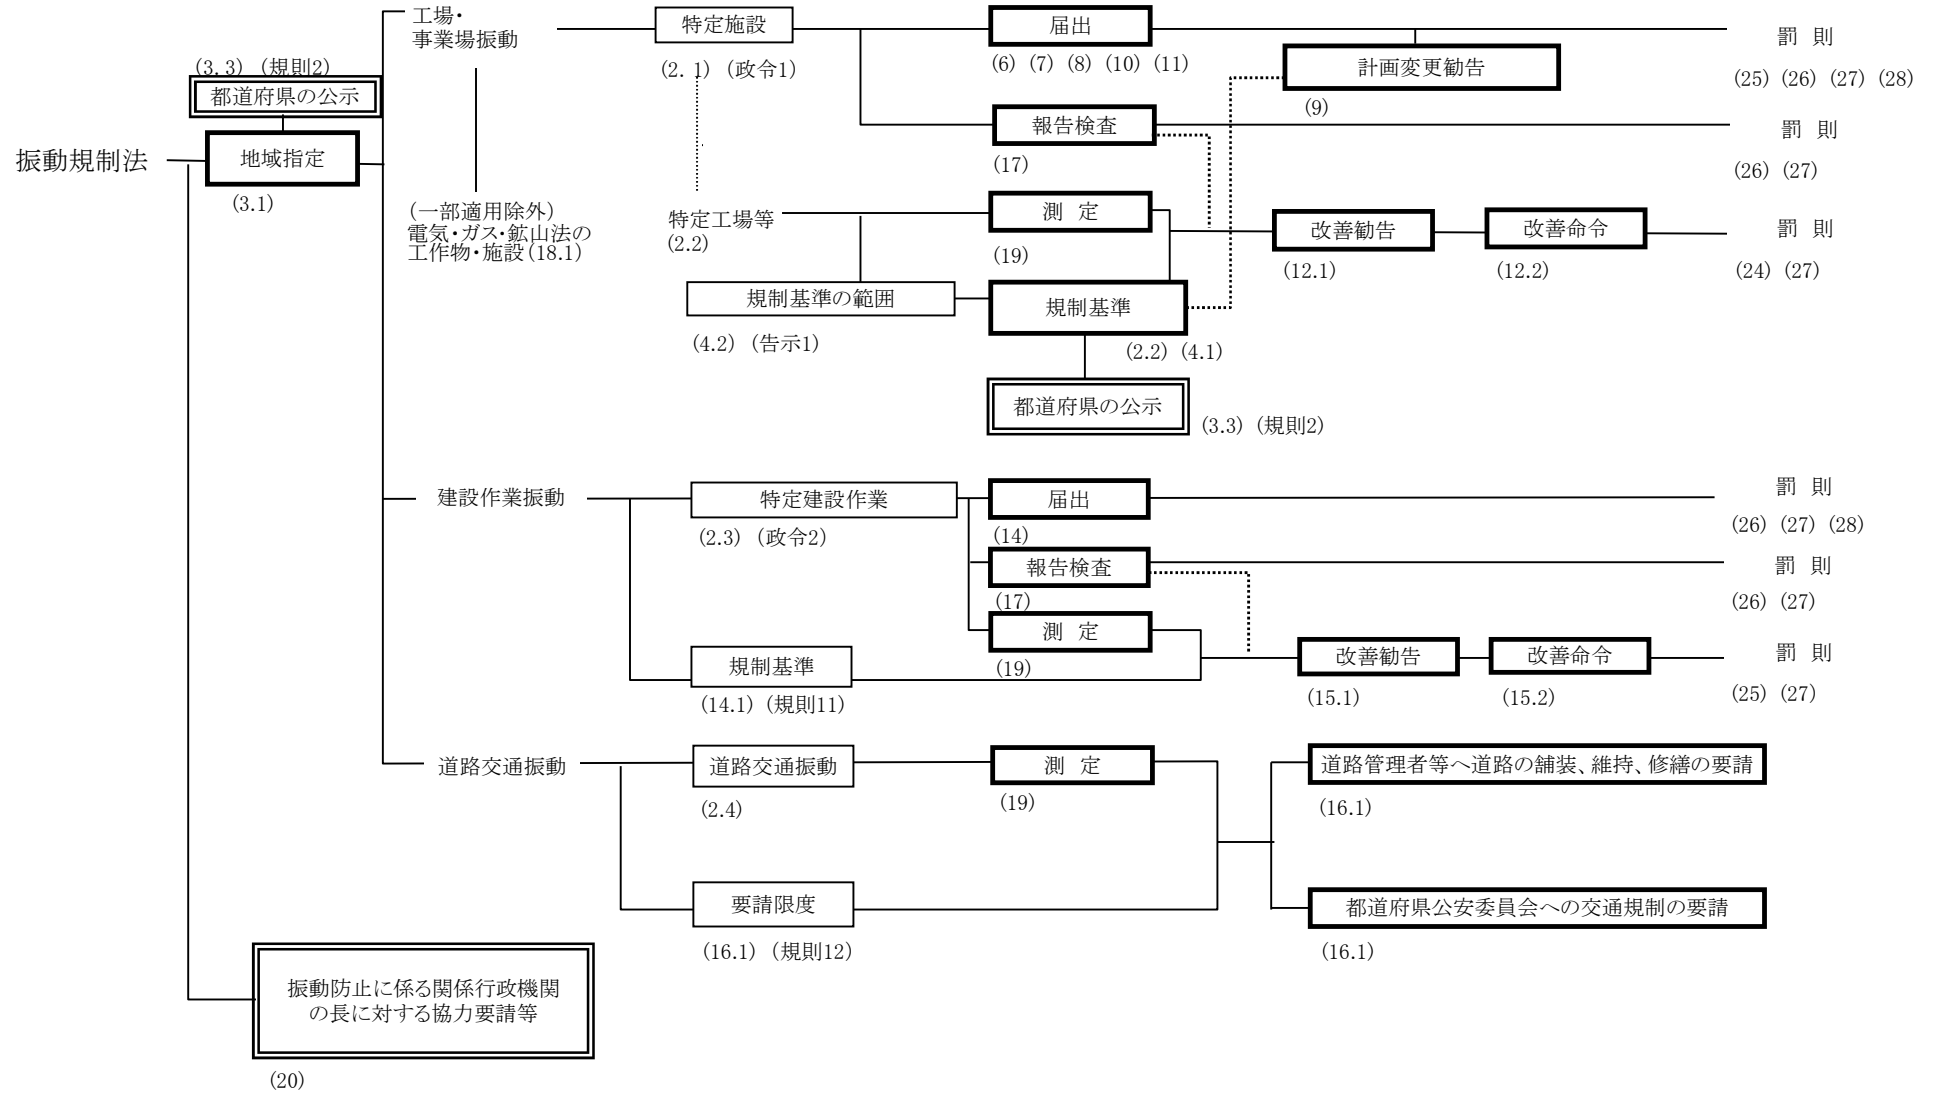 振動規制法
(3.3)(規則2)
都道府県の公示
地域指定
(3.1)
工場・
事業場振動
(一部適用除外)
電気・ガス・鉱山法の
工作物・施設(18.1)
特定施設
(2.1)(政令1)
届出
(6)(7)(8)(10)(11)
計画変更勧告
(9)
罰 則
(25)(26)(27)(28)
報告検査
(17)
罰 則
(26)(27)
特定工場等
(2.2)
測 定
(19)
改善勧告
(12.1)
改善命令
(12.2)
罰 則
(24)(27)
規制基準の範囲
(4.2)(告示1)
規制基準
(2.2)(4.1)
都道府県の公示
(3.3)(規則2)
建設作業振動
特定建設作業
(2.3)(政令2)
届出
(14)
罰 則
(26)(27)(28)
報告検査
(17)
罰 則
(26)(27)
測 定
(19)
規制基準
(14.1)(規則11)
改善勧告
(15.1)
改善命令
(15.2)
罰 則
(25)(27)
道路交通振動
道路交通振動
(2.4)
測 定
(19)
道路管理者等へ道路の舗装、維持、修繕の要請
(16.1)
要請限度
(16.1)(規則12)
都道府県公安委員会への交通規制の要請
(16.1)
振動防止に係る関係行政機関
の長に対する協力要請等
(20)